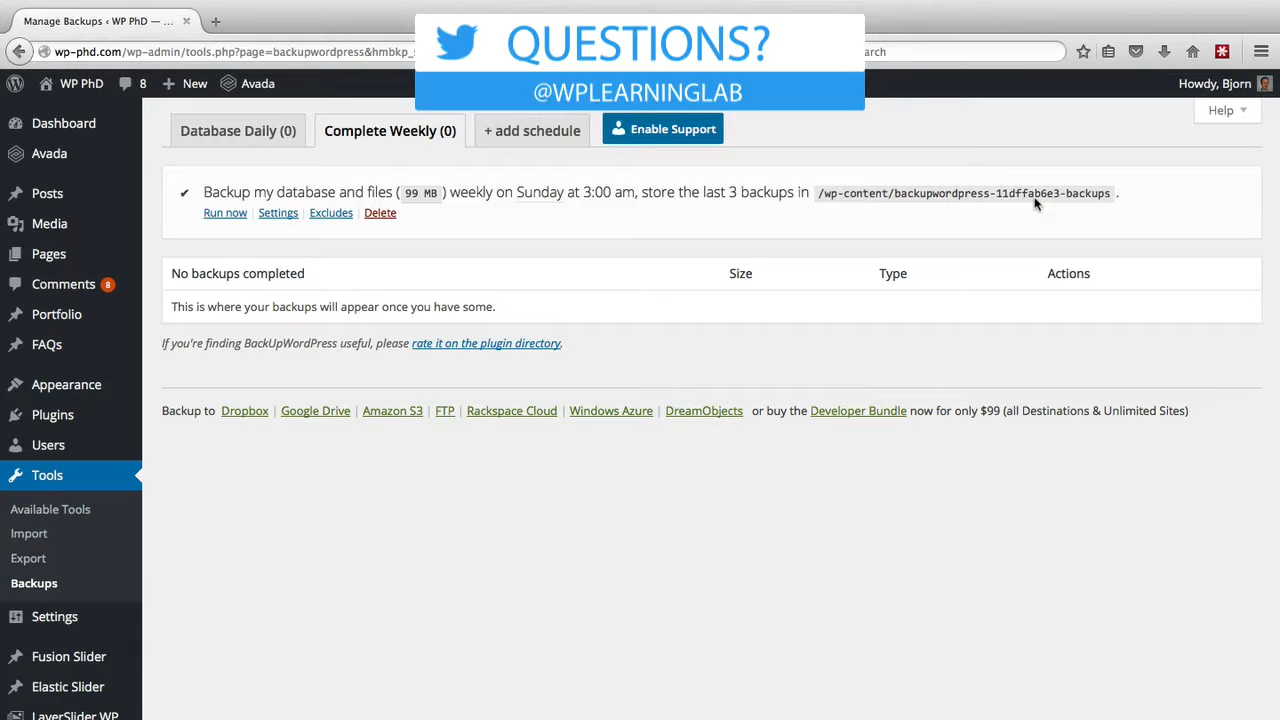 Manage Backups ‹ WP PhD — ...
wp-phd.com/wp-admin/tools.php?page=backupwordpress&hmbkp_s
QUESTIONS?
@WPLEARNINGLAB
WP PhD
8
New
Avada
Howdy, Bjorn
Help
Dashboard
Avada
Posts
Media
Pages
Comments 8
Portfolio
FAQs
Appearance
Plugins
Users
Tools
Available Tools
Import
Export
Backups
Settings
Fusion Slider
Elastic Slider
LayerSlider WP
Database Daily (0)
Complete Weekly (0)
+ add schedule
Enable Support
Backup my database and files ( 99 MB ) weekly on Sunday at 3:00 am, store the last 3 backups in /wp-content/backupwordpress-11dffab6e3-backups .
Run now | Settings | Excludes | Delete
No backups completed Size Type Actions
This is where your backups will appear once you have some.
If you're finding BackUpWordPress useful, please rate it on the plugin directory.
Backup to Dropbox | Google Drive | Amazon S3 | FTP | Rackspace Cloud | Windows Azure | DreamObjects or buy the Developer Bundle now for only $99 (all Destinations & Unlimited Sites)